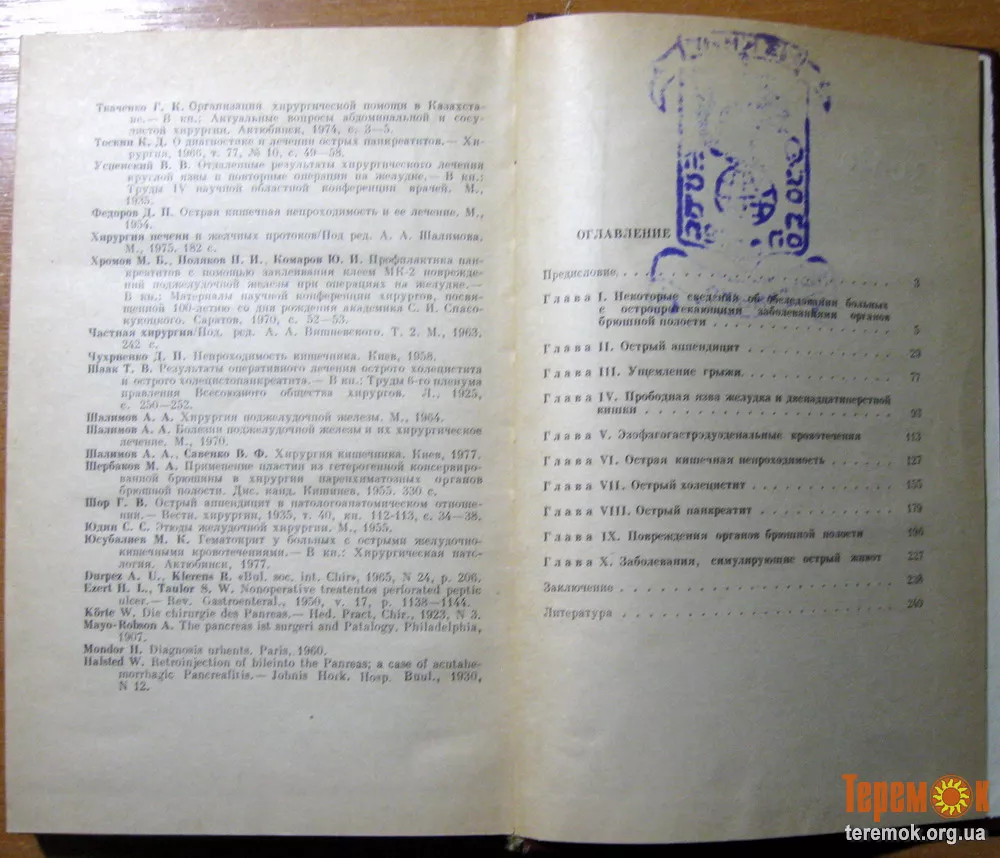 Ткаченко Г. К. Организация хирургической помощи в Казахста-
не.— В кн.: Актуальные вопросы абдоминальной и сосу-
дистой хирургии. Актюбинск, 1974, с. 3—5.
Тоскин К. Д. О диагностике и лечении острых панкреатитов.— Хи-
рургия, 1966, т. 77, № 10, с. 49—58.
Успенский В. В. Отдаленные результаты хирургического лечения
круглой язвы и повторные операции на желудке.— В кн.:
Труды IV научной областной конференции врачей. М.,
1935.
Федоров Д. П. Острая кишечная непроходимость и ее лечение. М.,
1954.
Хирургия печени и желчных протоков/Под ред. А. А. Шалимова.
М., 1975, 182 с.
Хромов М. Б., Поляков Н. И., Комаров Ю. И. Профилактика пан-
креатитов с помощью заклеивания клеем МК-2 поврежде-
ний поджелудочной железы при операциях на желудке.—
В кн.: Материалы научной конференции хирургов, посвя-
щенной 100-летию со дня рождения академика С. И. Спасо-
кукоцкого. Саратов, 1970, с. 52—53.
Частная хирургия/Под. ред. А. А. Вишневского. Т. 2. М., 1963,
242 с.
Чухриенко Д. П. Непроходимость кишечника. Киев, 1958.
Шаак Т. В. Результаты оперативного лечения острого холецистита
и острого холецистопанкреатита.— В кн.: Труды 6-го пленума
правления Всесоюзного общества хирургов. Л., 1925,
с. 250—252.
Шалимов А. А. Хирургия поджелудочной железы. М., 1964.
Шалимов А. А. Болезни поджелудочной железы и их хирургическое
лечение. М., 1970.
Шалимов А. А., Савенко В. Ф. Хирургия кишечника. Киев, 1977.
Щербаков М. А. Применение пластин из гетерогенной консервиро-
ванной брюшины в хирургии паренхиматозных органов
брюшной полости. Дис. канд. Кишинев, 1955. 330 с.
Шор Г. В. Острый аппендицит в патологоанатомическом отноше-
нии.— Вестн. хирургии, 1935, т. 40, кн. 112-113, с. 34—38.
Юдин С. С. Этюды желудочной хирургии. М., 1955.
Юсубалиев М. К. Гематокрит у больных с острыми желудочно-
кишечными кровотечениями.— В кн.: Хирургическая пато-
логия. Актюбинск, 1977.
Durpez A. U., Klerens R. «Bul. soc. int. Chir», 1965, N 24, p. 206.
Ezert H. L., Taulor S. W. Nonoperative treatentos perforated peptic
ulcer.— Rev. Gastroenteral., 1950, v. 17, p. 1138—1144.
Körte W. Die chirurgie des Panreas.— Hed. Pract, Chir., 1923, N 3.
Mayo-Robson A. The pancreas ist surgeri and Patalogy. Philadelphia,
1907.
Mondor H. Diagnosis urhents. Paris, 1960.
Halsted W. Retroinjection of bileinto the Panreas; a case of acutahe-
morrhagic Pancreafitis.— Johnis Hork. Hosp. Buul., 1930,
N 12.
ОГЛАВЛЕНИЕ
Предисловие 3
Глава I. Некоторые сведения об обследовании больных
с остропротекающими заболеваниями органов
брюшной полости 5
Глава II. Острый аппендицит 29
Глава III. Ущемление грыжи 77
Глава IV. Прободная язва желудка и двенадцатиперстной
кишки 93
Глава V. Эзофагогастродуоденальные кровотечения 113
Глава VI. Острая кишечная непроходимость 127
Глава VII. Острый холецистит 155
Глава VIII. Острый панкреатит 179
Глава IX. Повреждения органов брюшной полости 196
Глава X. Заболевания, симулирующие острый живот 227
Заключение 238
Литература 240
Теремок
teremok.org.ua